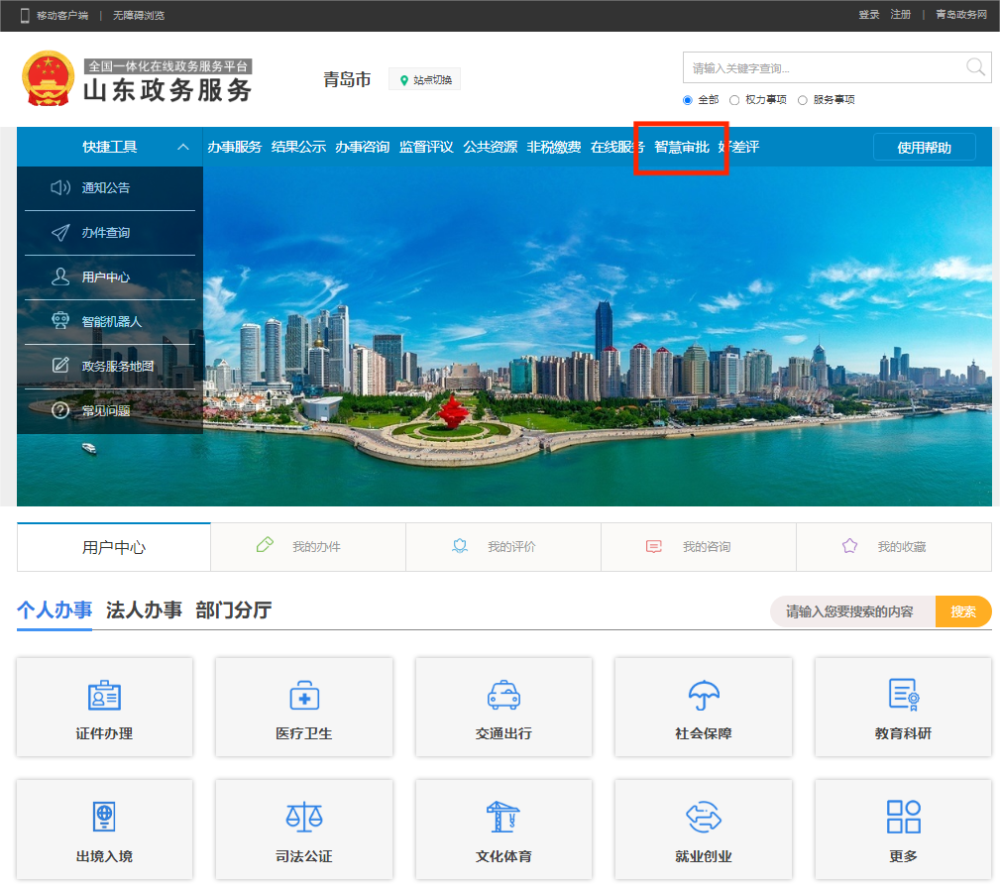 移动客户端 | 无障碍浏览
登录 注册 | 青岛政务网
全国一体化在线政务服务平台
山东政务服务
青岛市
站点切换
请输入关键字查询...
全部 权力事项 服务事项
快捷工具
办事服务 结果公示 办事咨询 监督评议 公共资源 非税缴费 在线服务 智慧审批 好差评
使用帮助
通知公告
办件查询
用户中心
智能机器人
政务服务地图
常见问题
用户中心 我的办件 我的评价 我的咨询 我的收藏
个人办事 法人办事 部门分厅
请输入您要搜索的内容 搜索
证件办理 医疗卫生 交通出行 社会保障 教育科研
出境入境 司法公证 文化体育 就业创业 更多